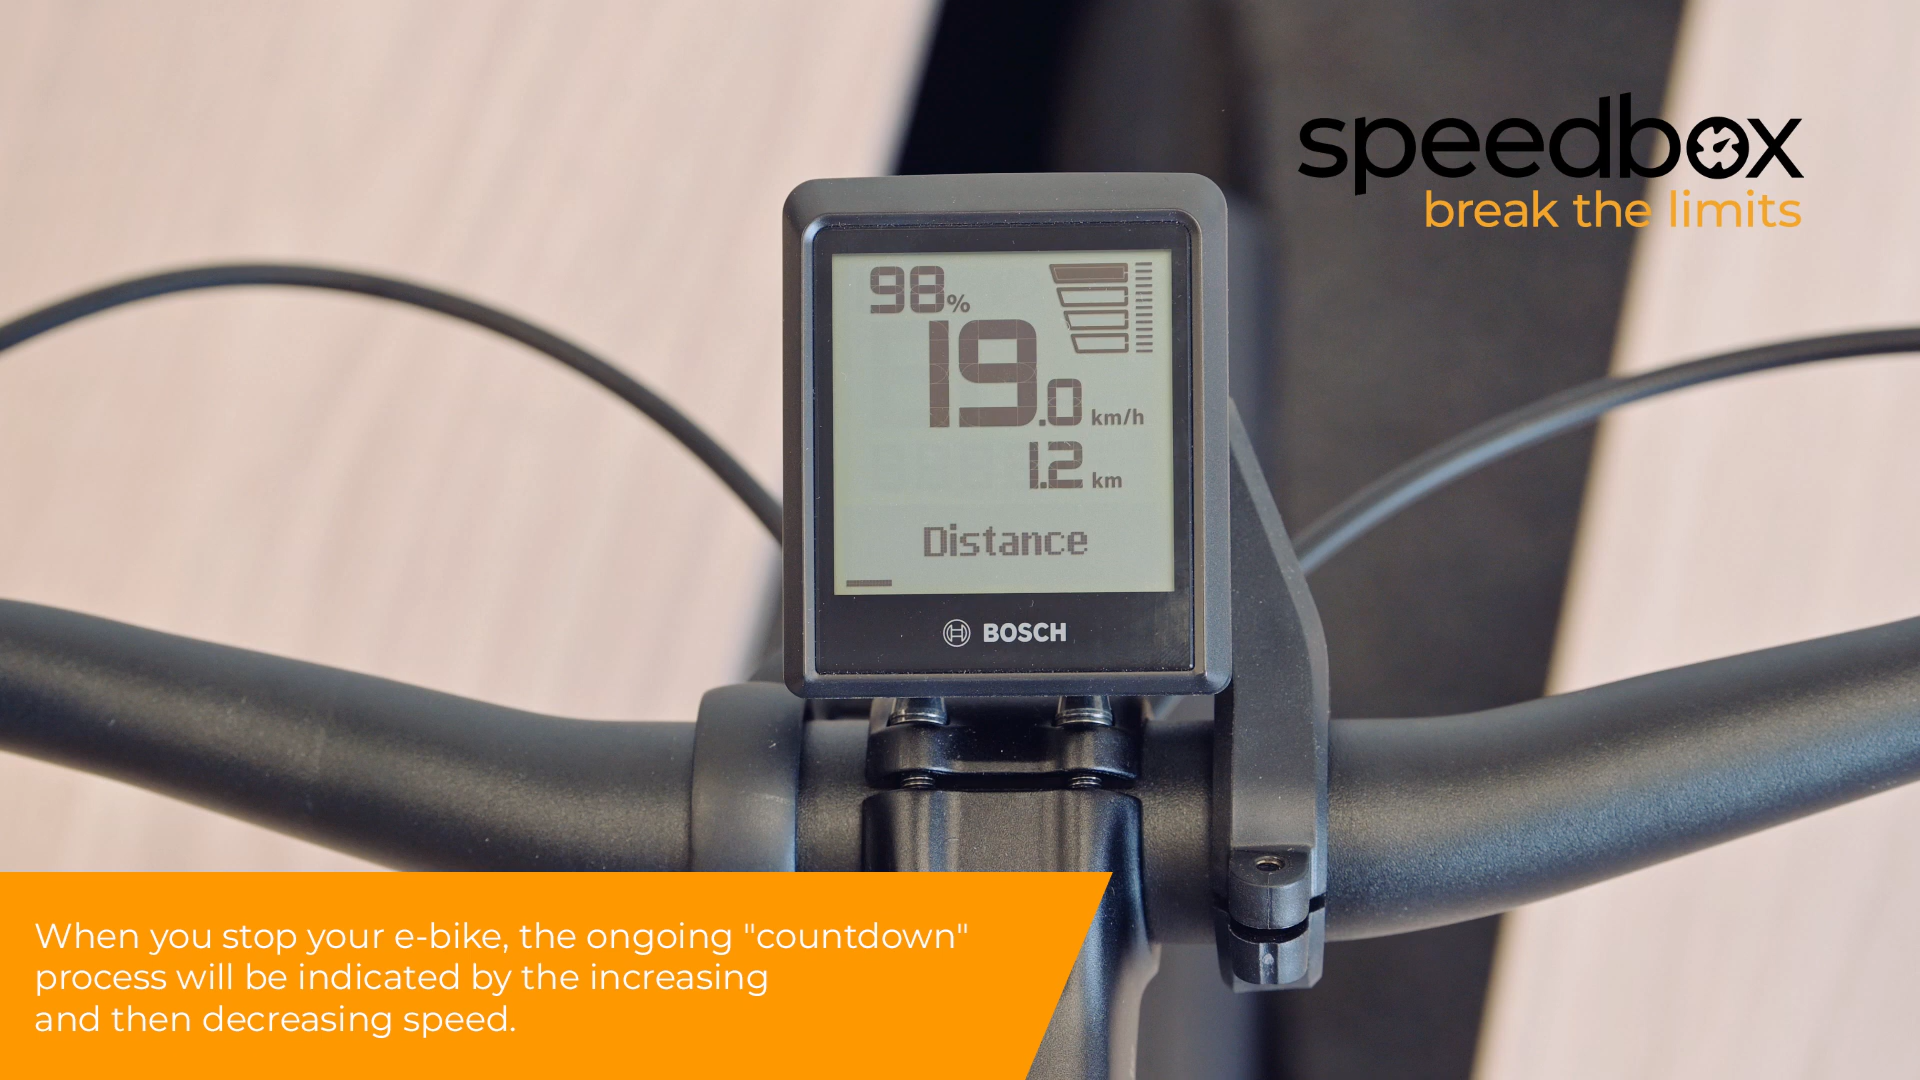 speedbox
break the limits
98%
19.0 km/h
1.2 km
Distance
BOSCH
When you stop your e-bike, the ongoing "countdown"
process will be indicated by the increasing
and then decreasing speed.